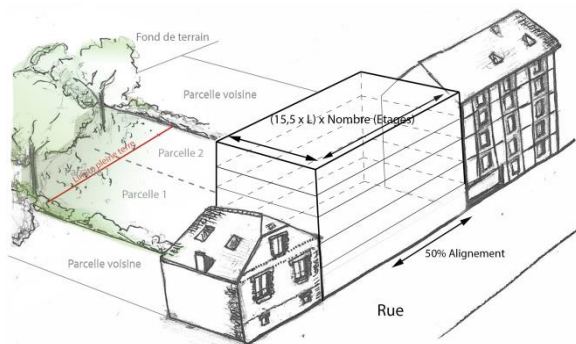 Fond de terrain
Parcelle voisine
(15,5 x L) x Nombre (Etages)
Parcelle 2
Parcelle 1
Parcelle voisine
50% Alignement
Rue